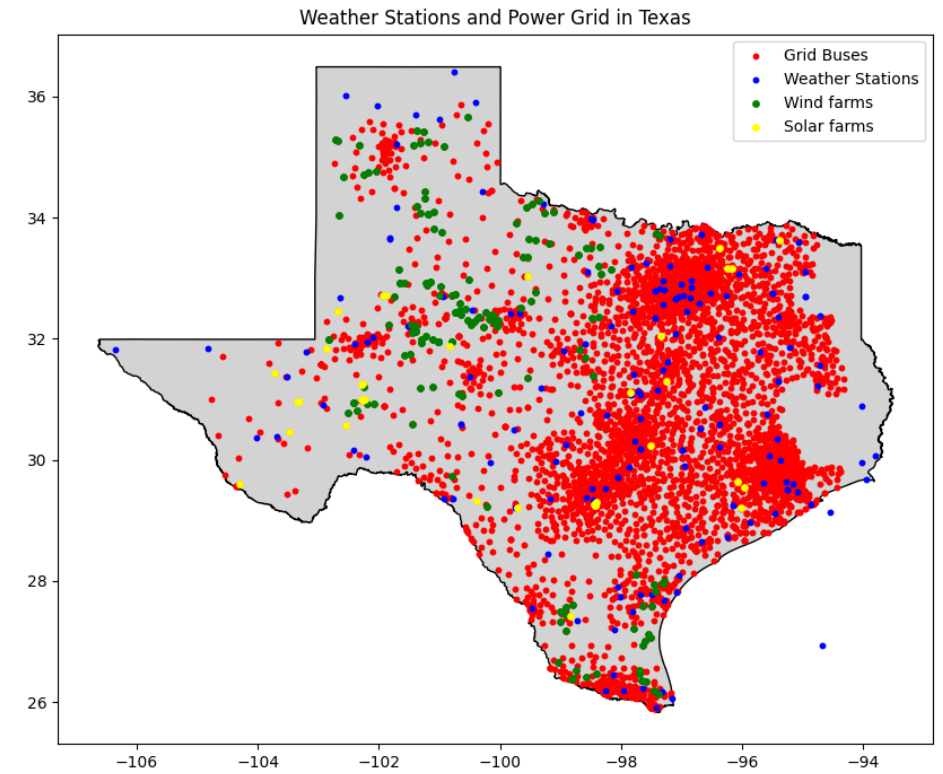 Weather Stations and Power Grid in Texas
Grid Buses
Weather Stations
Wind farms
Solar farms
36
34
32
30
28
26
−106
−104
−102
−100
−98
−96
−94